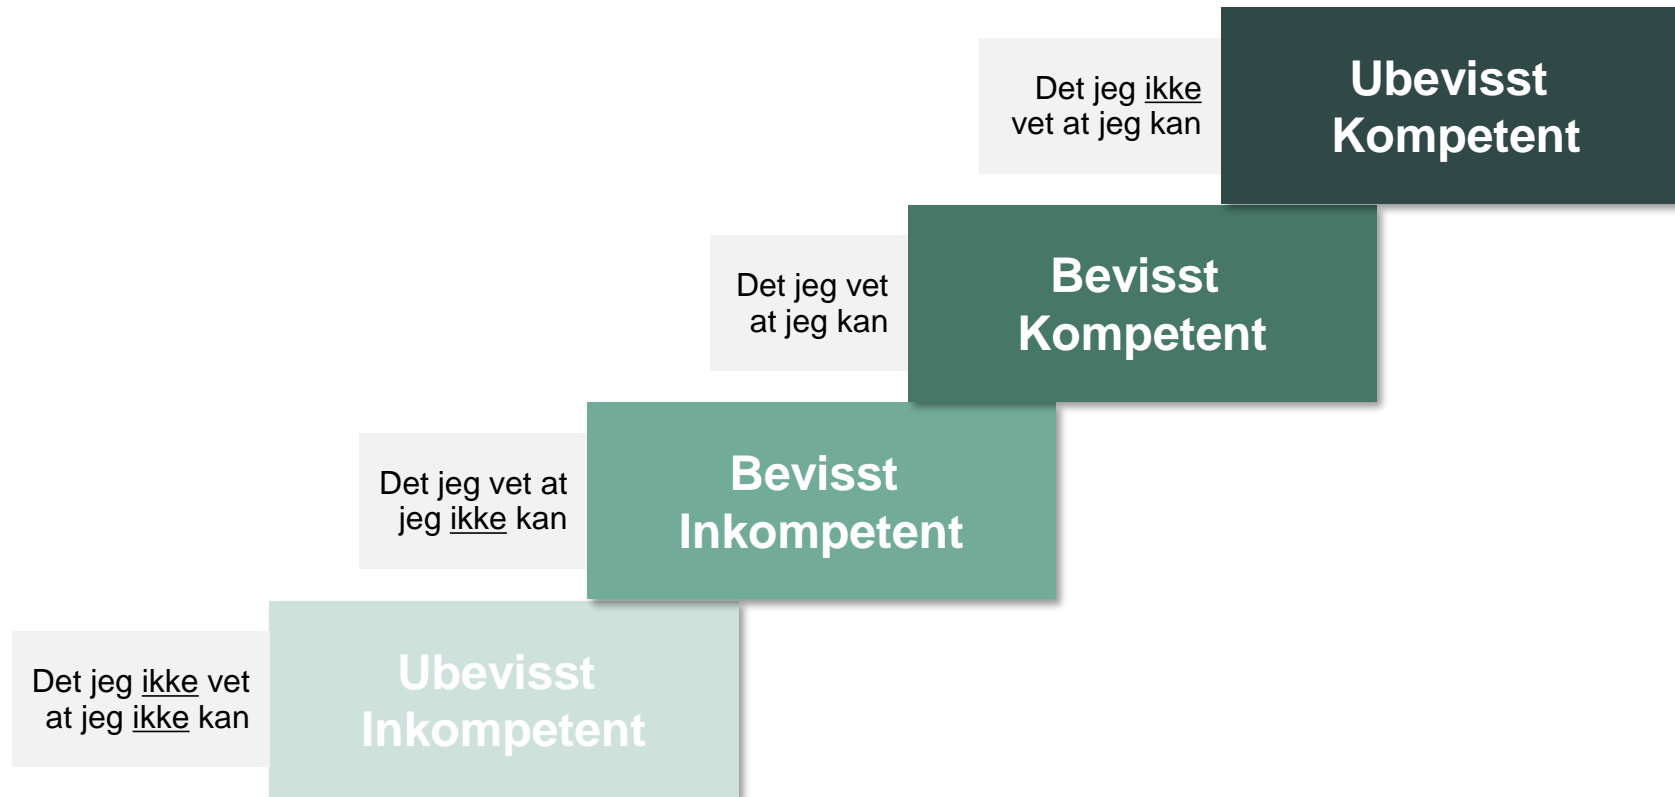 Det jeg ikke
vet at jeg kan
Ubevisst
Kompetent
Det jeg vet
at jeg kan
Bevisst
Kompetent
Det jeg vet at
jeg ikke kan
Bevisst
Inkompetent
Det jeg ikke vet
at jeg ikke kan
Ubevisst
Inkompetent